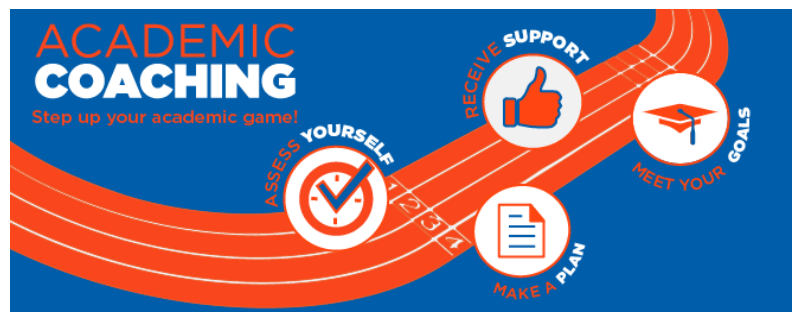 ACADEMIC
COACHING
Step up your academic game!
ASSESS YOURSELF
1 2 3 4
MAKE A PLAN
RECEIVE SUPPORT
MEET YOUR GOALS